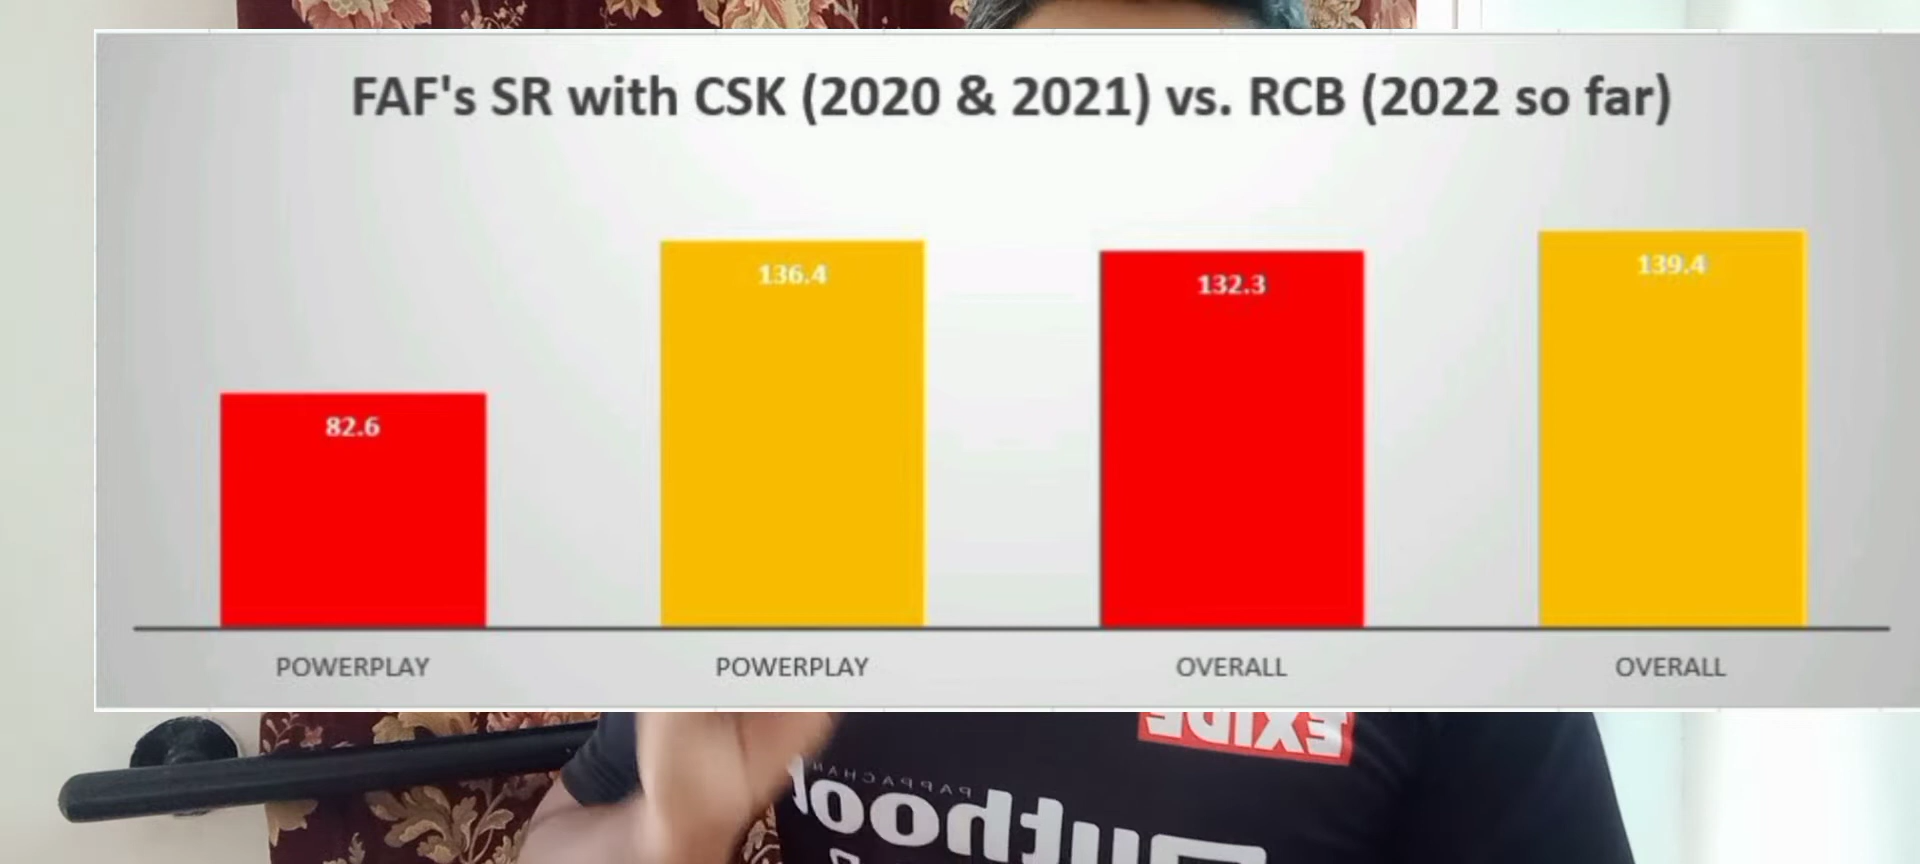 FAF's SR with CSK (2020 & 2021) vs. RCB (2022 so far)
82.6
136.4
132.3
139.4
POWERPLAY
POWERPLAY
OVERALL
OVERALL
EXIDE
PAPPACHAN